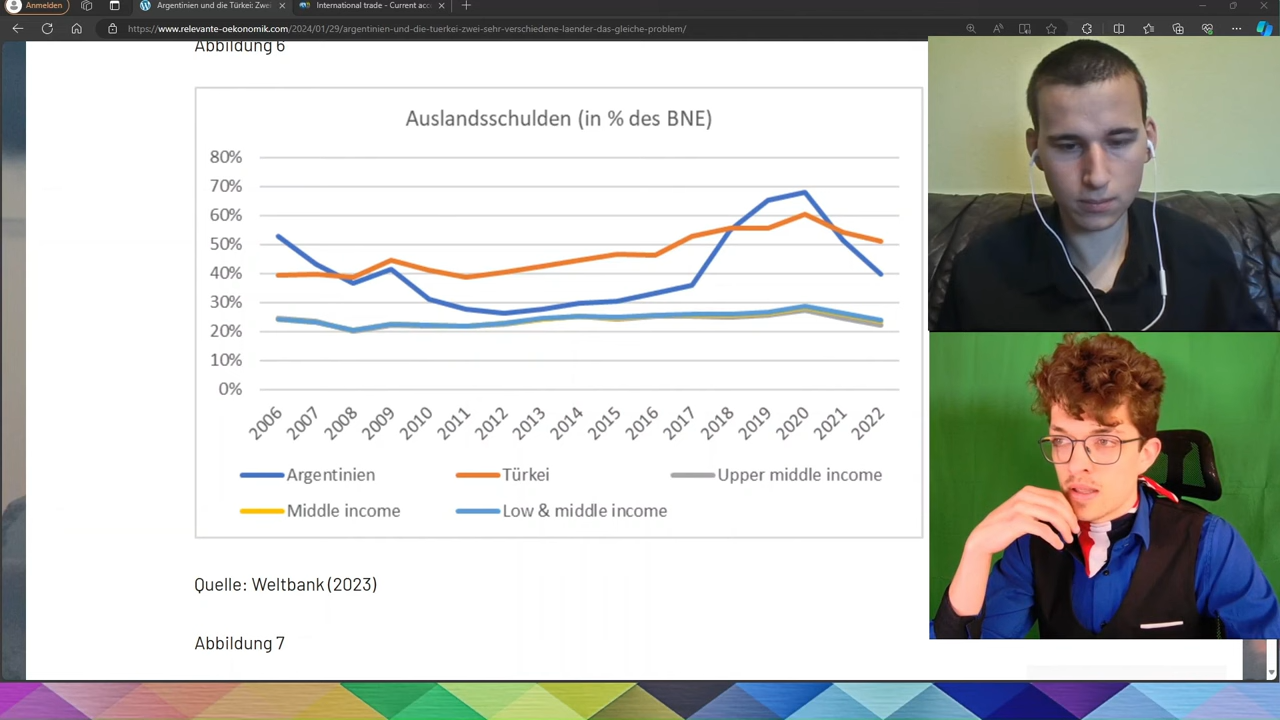 Anmelden
Argentinien und die Türkei: Zwei
International trade - Current acc
https://www.relevante-oekonomik.com/2024/01/29/argentinien-und-die-tuerkei-zwei-sehr-verschiedene-laender-das-gleiche-problem/
Abbildung 6
Auslandsschulden (in % des BNE)
80%
70%
60%
50%
40%
30%
20%
10%
0%
2006 2007 2008 2009 2010 2011 2012 2013 2014 2015 2016 2017 2018 2019 2020 2021 2022
Argentinien Türkei Upper middle income
Middle income Low & middle income
Quelle: Weltbank (2023)
Abbildung 7